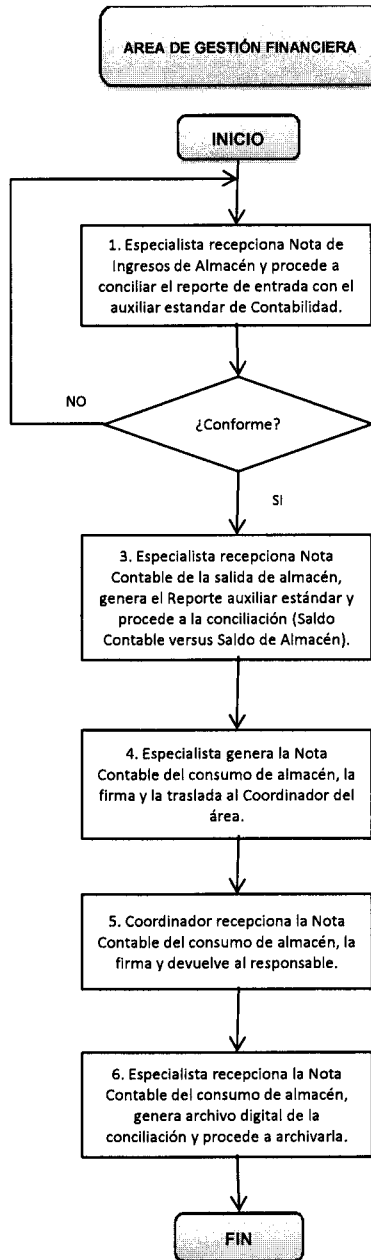 AREA DE GESTIÓN FINANCIERA
INICIO
1. Especialista recepciona Nota de
Ingresos de Almacén y procede a
conciliar el reporte de entrada con el
auxiliar estandar de Contabilidad.
NO
¿Conforme?
SI
3. Especialista recepciona Nota
Contable de la salida de almacén,
genera el Reporte auxiliar estándar y
procede a la conciliación (Saldo
Contable versus Saldo de Almacén).
4. Especialista genera la Nota
Contable del consumo de almacén, la
firma y la traslada al Coordinador del
área.
5. Coordinador recepciona la Nota
Contable del consumo de almacén, la
firma y devuelve al responsable.
6. Especialista recepciona la Nota
Contable del consumo de almacén,
genera archivo digital de la
conciliación y procede a archivarla.
FIN